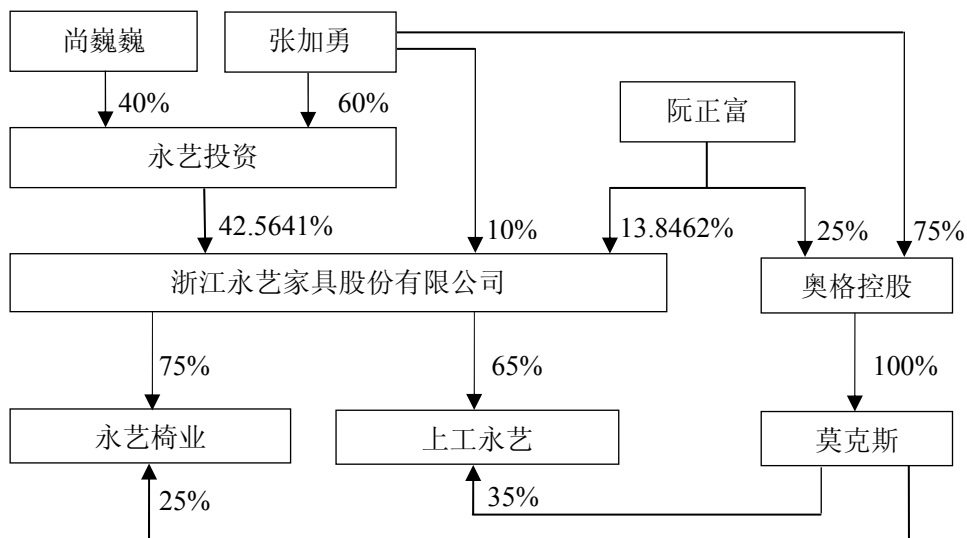 尚巍巍
张加勇
40%
60%
阮正富
永艺投资
42.5641%
10%
13.8462%
25%
75%
浙江永艺家具股份有限公司
奥格控股
75%
65%
100%
永艺椅业
上工永艺
莫克斯
25%
35%